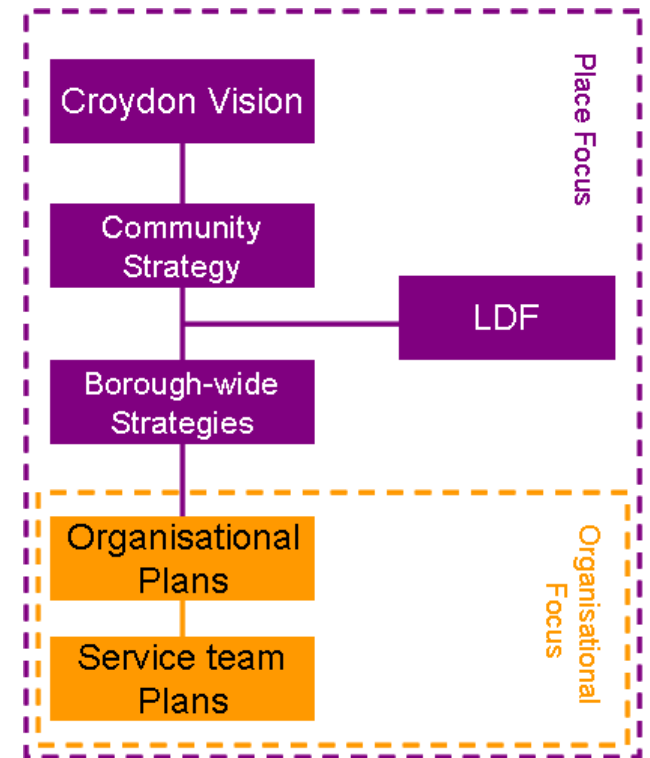 Croydon Vision
Place Focus
Community
Strategy
LDF
Borough-wide
Strategies
Organisational
Plans
Organisational
Focus
Service team
Plans